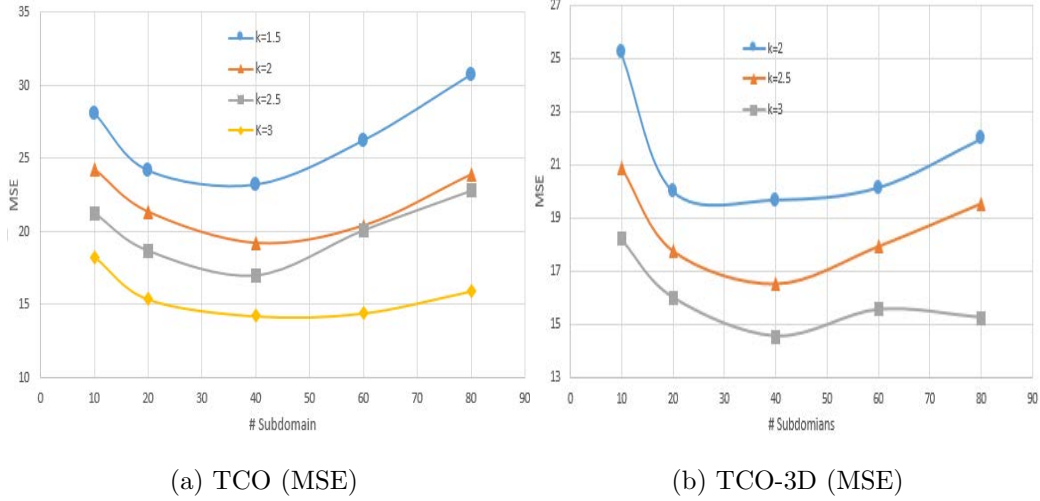 35
30
25
20
15
10
MSE
k=1.5
k=2
k=2.5
K=3
0 10 20 30 40 50 60 70 80 90
# Subdomain
(a) TCO (MSE)
27
25
23
21
19
17
15
13
MSE
k=2
k=2.5
k=3
0 10 20 30 40 50 60 70 80 90
# Subdomians
(b) TCO-3D (MSE)